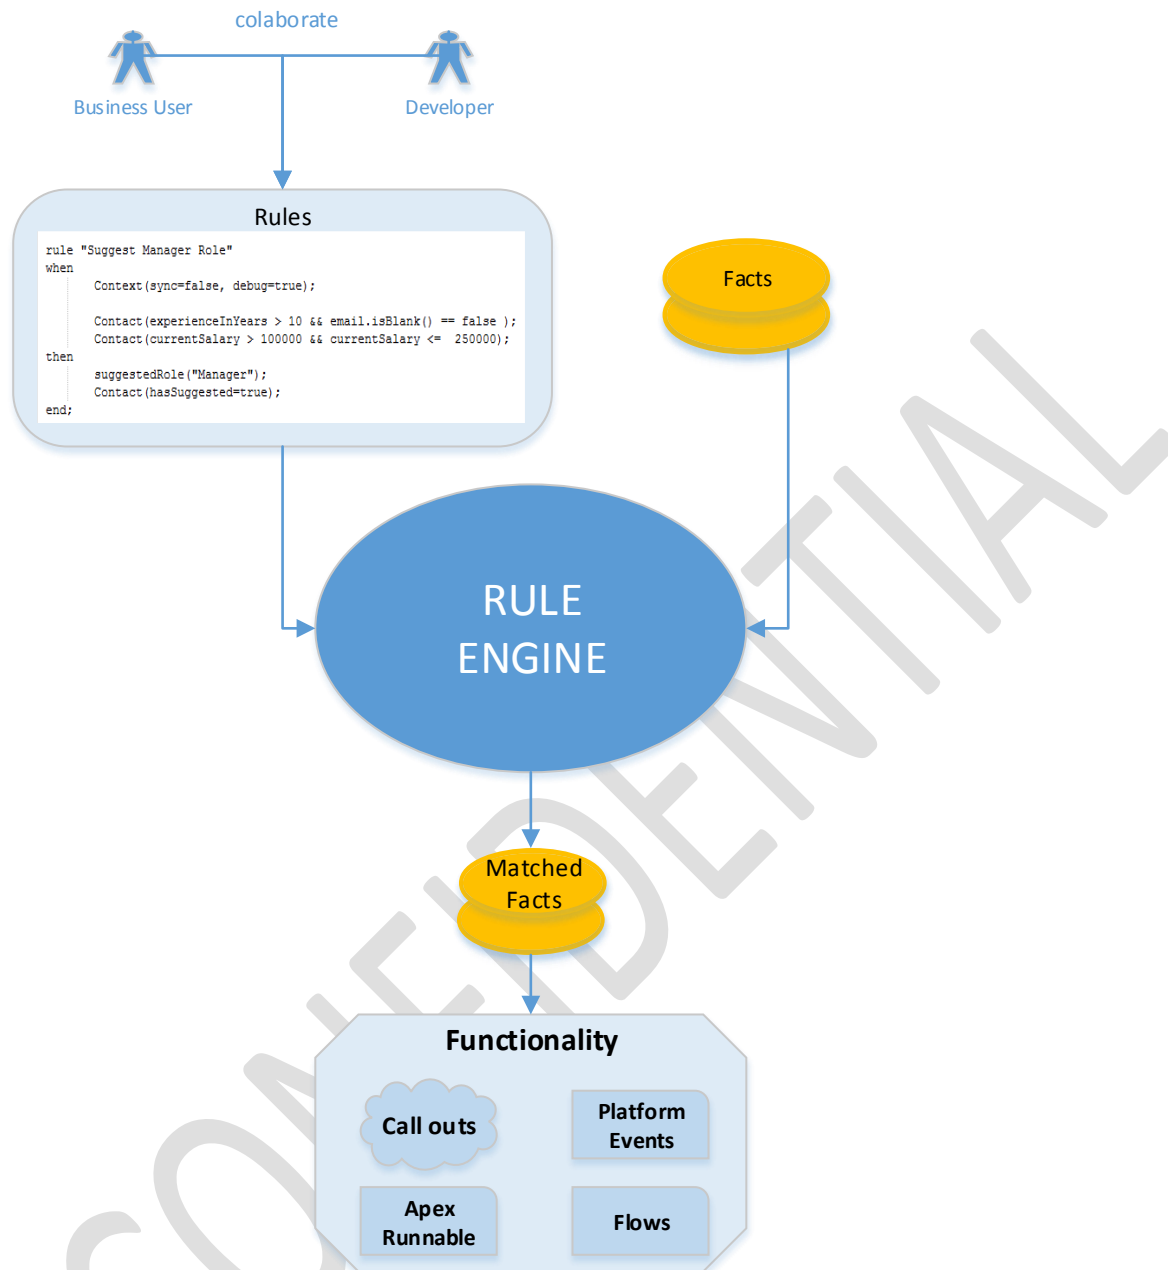 colaborate
Business User
Developer
Rules
rule "Suggest Manager Role"
when
Context(sync=false, debug=true);
Contact(experienceInYears > 10 && email.isBlank() == false );
Contact(currentSalary > 100000 && currentSalary <=  250000);
then
suggestedRole("Manager");
Contact(hasSuggested=true);
end;
Facts
RULE
ENGINE
Matched
Facts
Functionality
Call outs
Platform
Events
Apex
Runnable
Flows
CONFIDENTIAL